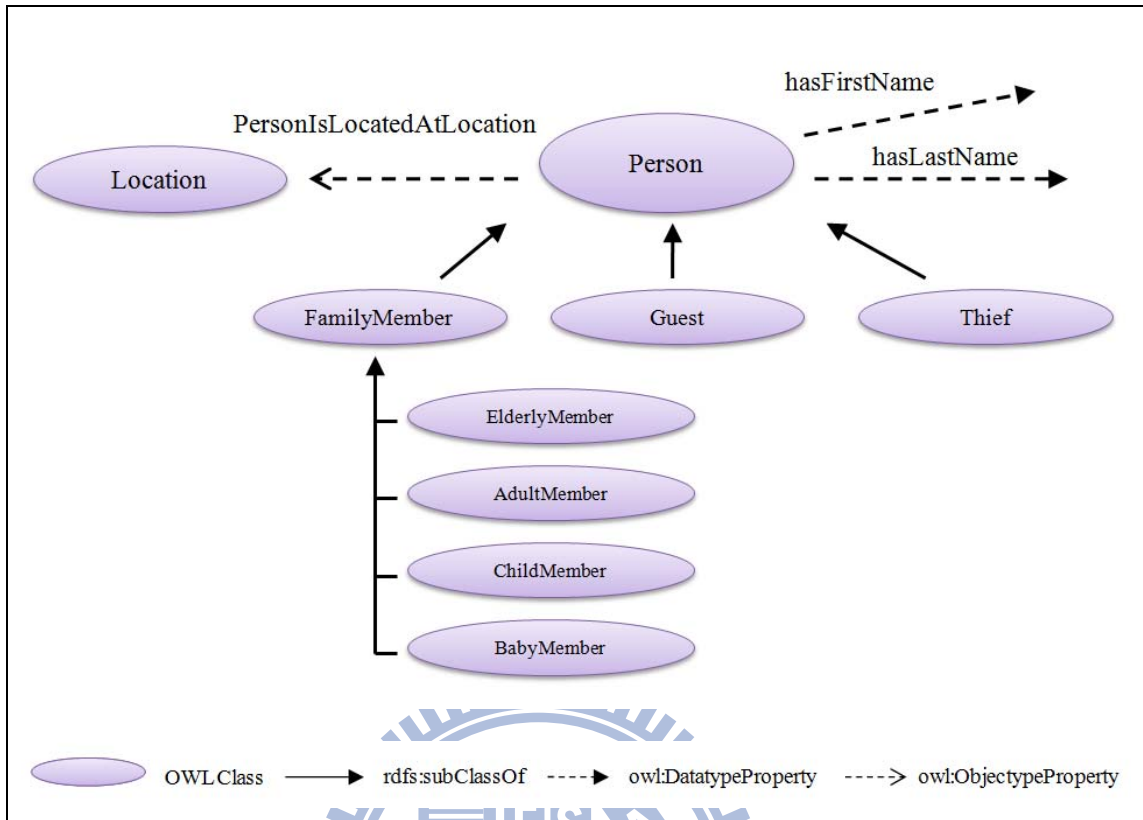 hasFirstName
PersonIsLocatedAtLocation
Person
hasLastName
Location
FamilyMember
Guest
Thief
ElderlyMember
AdultMember
ChildMember
BabyMember
OWLClass rdfs:subClassOf owl:DatatypeProperty owl:ObjectypeProperty